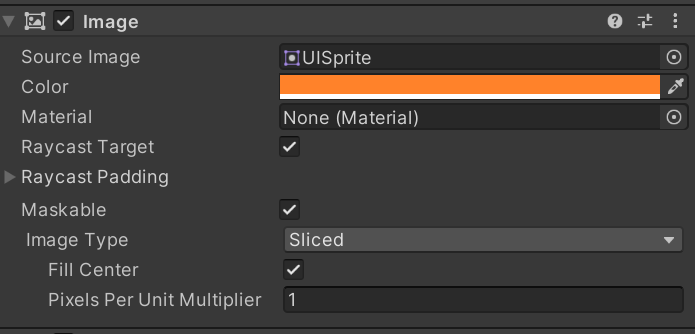 Image
Source Image UISprite
Color
Material None (Material)
Raycast Target
Raycast Padding
Maskable
Image Type Sliced
Fill Center
Pixels Per Unit Multiplier 1